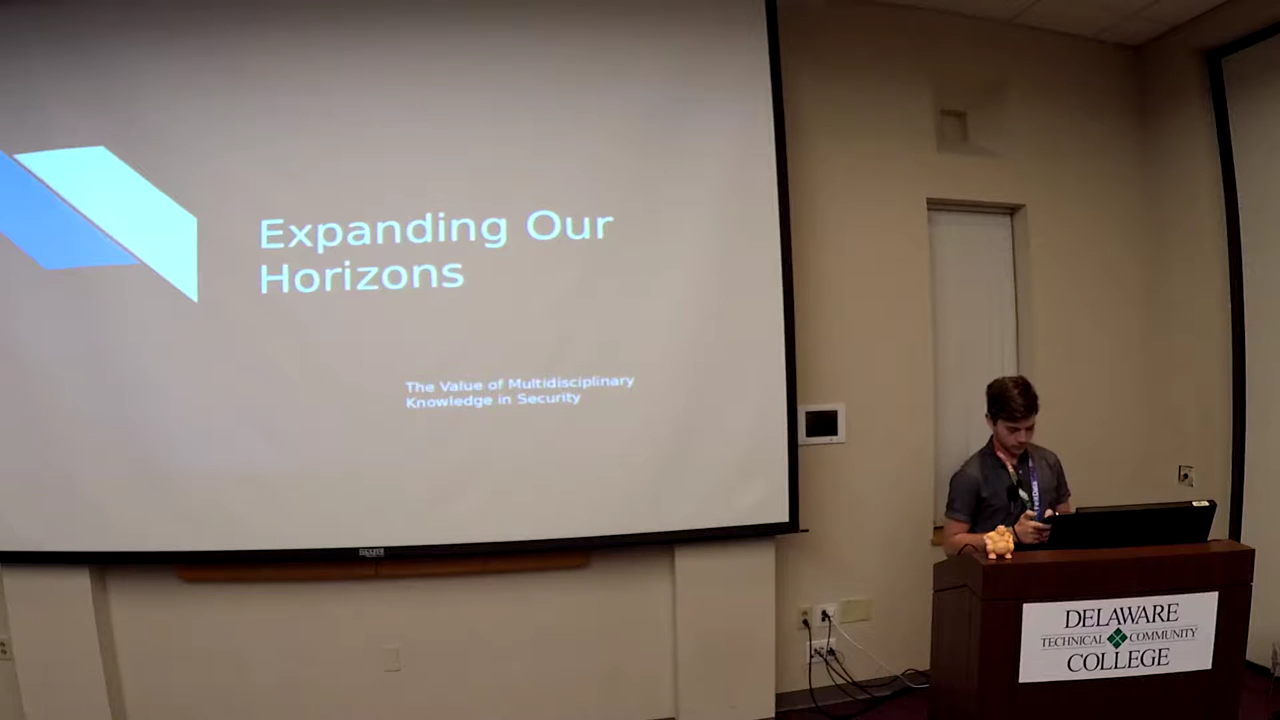 Expanding Our
Horizons
The Value of Multidisciplinary
Knowledge in Security
DELAWARE
TECHNICAL COMMUNITY
COLLEGE